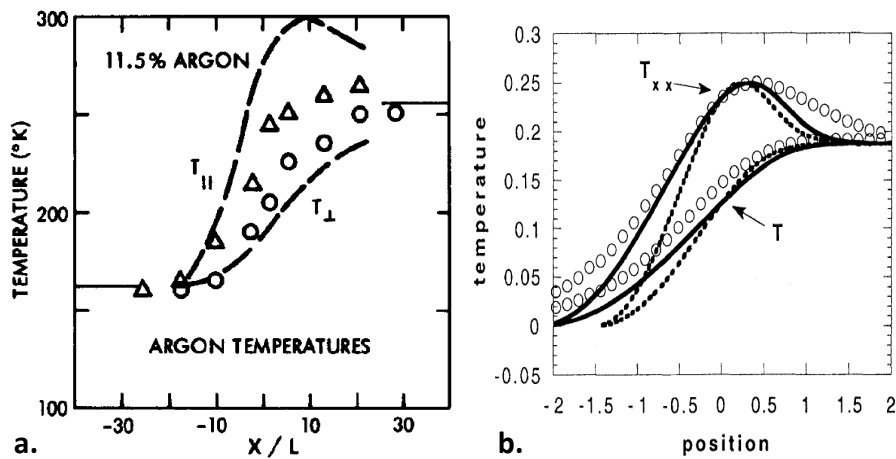 300
11.5% ARGON
TEMPERATURE (°K)
200
T||
T⊥
ARGON TEMPERATURES
100
-30
-10
10
30
X / L
a.
temperature
0.3
0.25
0.2
0.15
0.1
0.05
0
-0.05
T x x
T
-2
-1.5
-1
-0.5
0
0.5
1
1.5
2
position
b.